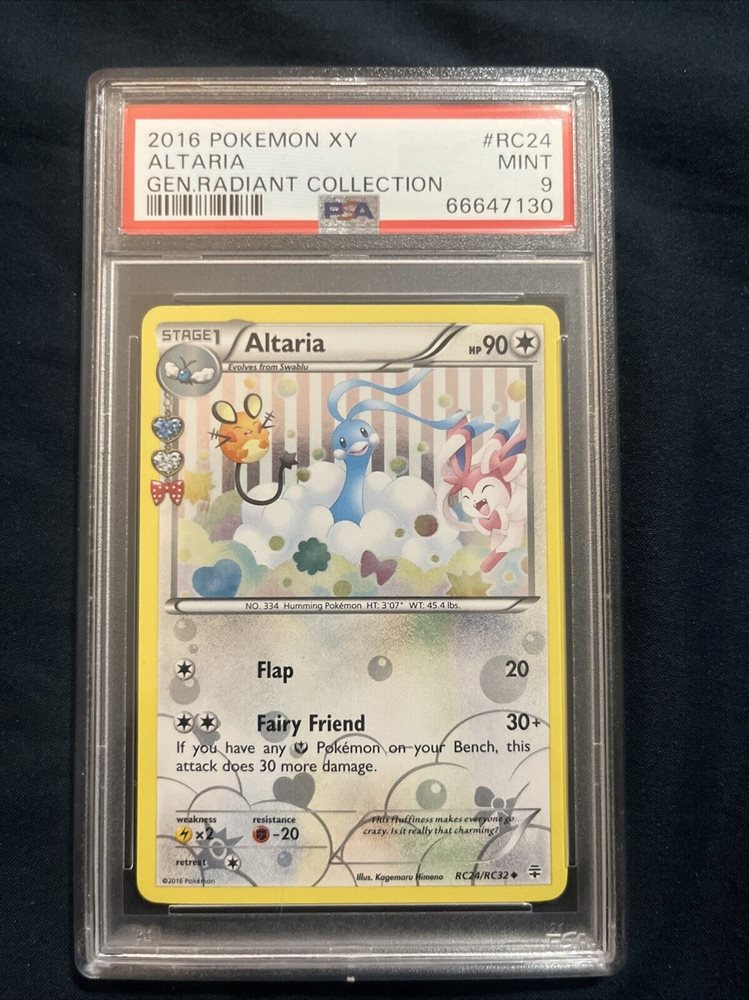 2016 POKEMON XY #RC24
ALTARIA MINT
GEN.RADIANT COLLECTION 9
PSA 66647130
STAGE1 Altaria HP90
Evolves from Swablu
NO. 334 Humming Pokémon HT: 3'07" WT: 45.4 lbs.
Flap 20
Fairy Friend 30+
If you have any Pokémon on your Bench, this
attack does 30 more damage.
weakness resistance
×2 -20
This fluffiness makes everyone go
crazy. Is it really that charming?
retreat
©2016 Pokémon Illus. Kagemaru Himeno RC24/RC32